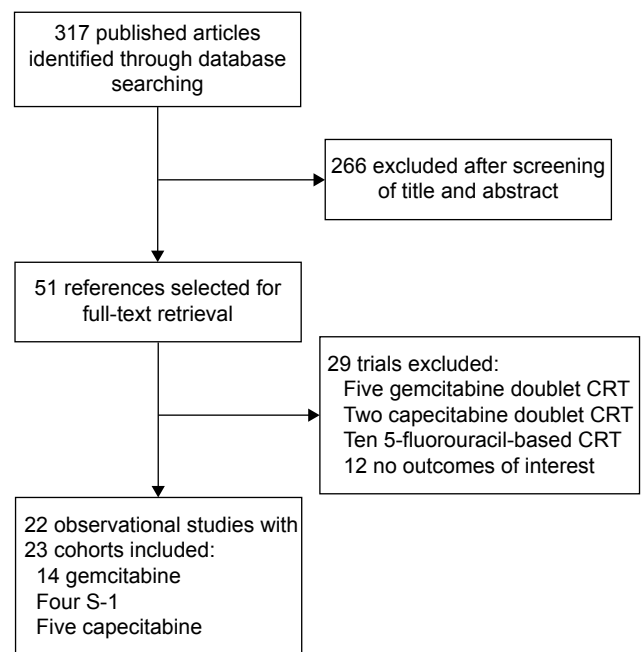 317 published articles
identified through database
searching
266 excluded after screening
of title and abstract
51 references selected for
full-text retrieval
29 trials excluded:
Five gemcitabine doublet CRT
Two capecitabine doublet CRT
Ten 5-fluorouracil-based CRT
12 no outcomes of interest
22 observational studies with
23 cohorts included:
14 gemcitabine
Four S-1
Five capecitabine